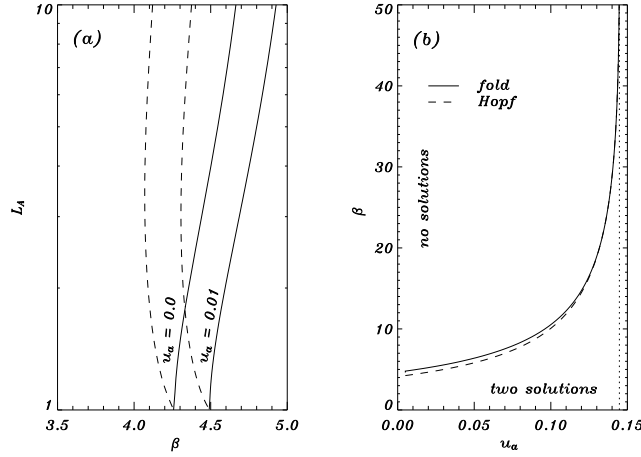 (a)
10
L_A
1
3.5
4.0
4.5
5.0
β
u_a = 0.0
u_a = 0.01
(b)
50
40
30
20
10
0
β
fold
Hopf
no solutions
two solutions
0.00
0.05
0.10
0.15
u_a